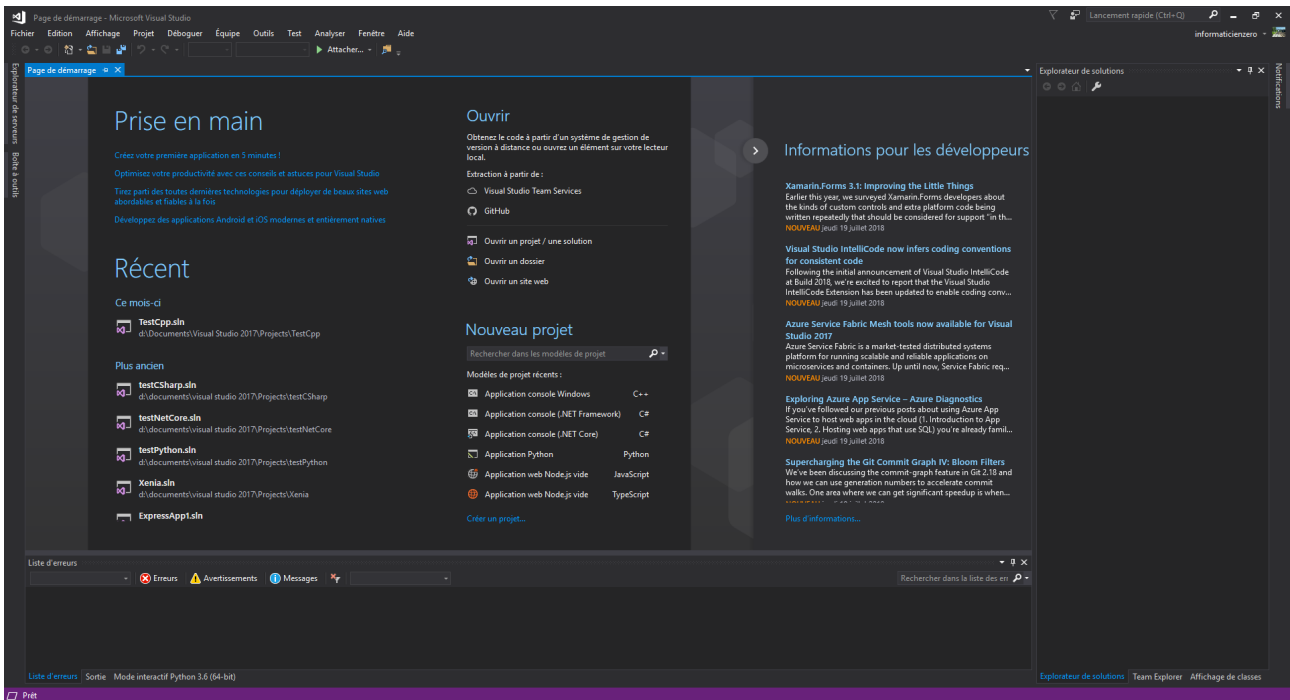 Page de démarrage - Microsoft Visual Studio
Lancement rapide (Ctrl+Q)
Fichier Edition Affichage Projet Déboguer Équipe Outils Test Analyser Fenêtre Aide
informaticienzero
Attacher...
Explorateur de serveurs
Boîte à outils
Page de démarrage
Prise en main
Créez votre première application en 5 minutes !
Optimisez votre productivité avec ces conseils et astuces pour Visual Studio
Tirez parti des toutes dernières technologies pour déployer de beaux sites web
abordables et fiables à la fois
Développez des applications Android et iOS modernes et entièrement natives
Récent
Ce mois-ci
TestCpp.sln
d:\Documents\Visual Studio 2017\Projects\TestCpp
Plus ancien
testCSharp.sln
d:\documents\visual studio 2017\Projects\testCSharp
testNetCore.sln
d:\documents\visual studio 2017\Projects\testNetCore
testPython.sln
d:\documents\visual studio 2017\Projects\testPython
Xenia.sln
d:\documents\visual studio 2017\Projects\Xenia
ExpressApp1.sln
Ouvrir
Obtenez le code à partir d'un système de gestion de
version à distance ou ouvrez un élément sur votre lecteur
local.
Extraction à partir de :
Visual Studio Team Services
GitHub
Ouvrir un projet / une solution
Ouvrir un dossier
Ouvrir un site web
Nouveau projet
Rechercher dans les modèles de projet
Modèles de projet récents :
Application console Windows C++
Application console (.NET Framework) C#
Application console (.NET Core) C#
Application Python Python
Application web Node.js vide JavaScript
Application web Node.js vide TypeScript
Créer un projet...
Informations pour les développeurs
Xamarin.Forms 3.1: Improving the Little Things
Earlier this year, we surveyed Xamarin.Forms developers about
the kinds of custom controls and extra platform code being
written repeatedly that should be considered for support "in th...
NOUVEAU jeudi 19 juillet 2018
Visual Studio IntelliCode now infers coding conventions
for consistent code
Following the initial announcement of Visual Studio IntelliCode
at Build 2018, we're excited to report that the Visual Studio
IntelliCode Extension has been updated to enable coding conv...
NOUVEAU jeudi 19 juillet 2018
Azure Service Fabric Mesh tools now available for Visual
Studio 2017
Azure Service Fabric is a market-tested distributed systems
platform for running scalable and reliable applications on
microservices and containers. Up until now, Service Fabric req...
NOUVEAU jeudi 19 juillet 2018
Exploring Azure App Service – Azure Diagnostics
If you've followed our previous posts about using Azure App
Service to host web apps in the cloud (1. Introduction to App
Service, 2. Hosting web apps that use SQL) you're already famil...
NOUVEAU jeudi 19 juillet 2018
Supercharging the Git Commit Graph IV: Bloom Filters
We've been discussing the commit-graph feature in Git 2.18 and
how we can use generation numbers to accelerate commit
walks. One area where we can get significant speedup is when...
Plus d'informations...
Explorateur de solutions
Notifications
Liste d'erreurs
Erreurs Avertissements Messages
Rechercher dans la liste des err
Liste d'erreurs Sortie Mode interactif Python 3.6 (64-bit)
Explorateur de solutions Team Explorer Affichage de classes
Prêt